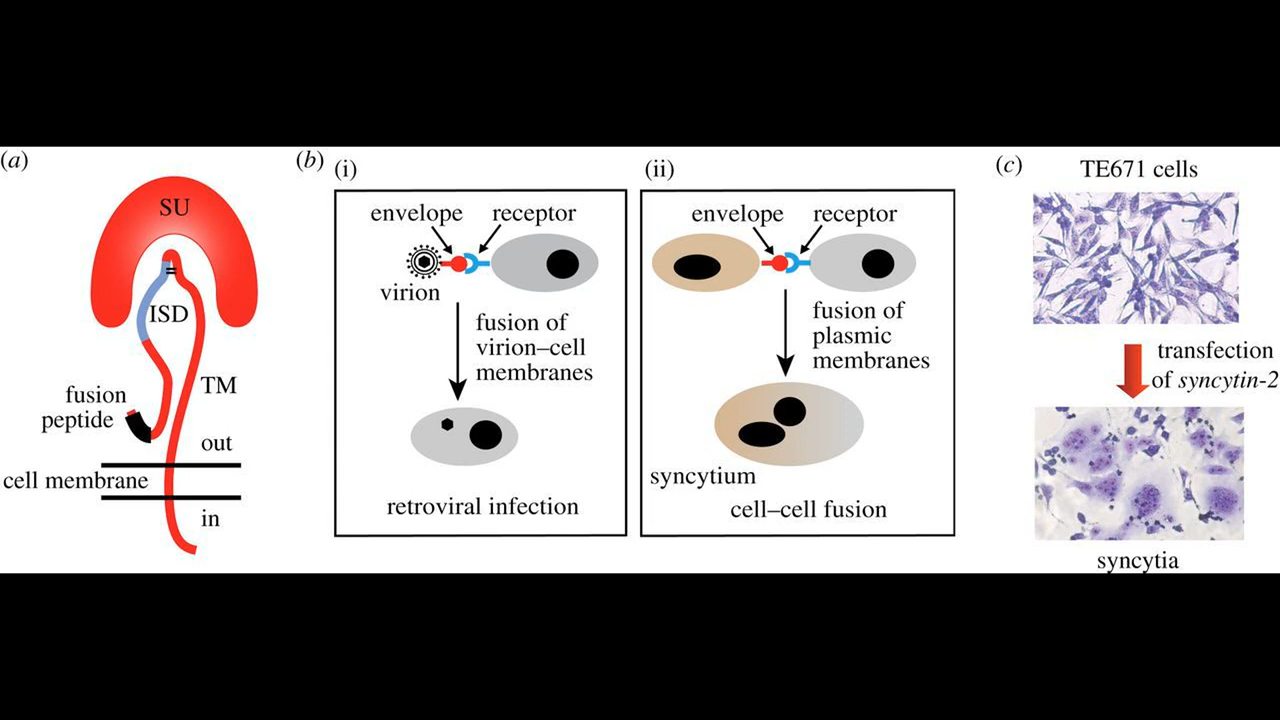 (a)
SU
ISD
TM
fusion
peptide
out
cell membrane
in
(b)
(i)
envelope
receptor
virion
fusion of
virion–cell
membranes
retroviral infection
(ii)
envelope
receptor
fusion of
plasmic
membranes
syncytium
cell–cell fusion
(c)
TE671 cells
transfection
of syncytin-2
syncytia